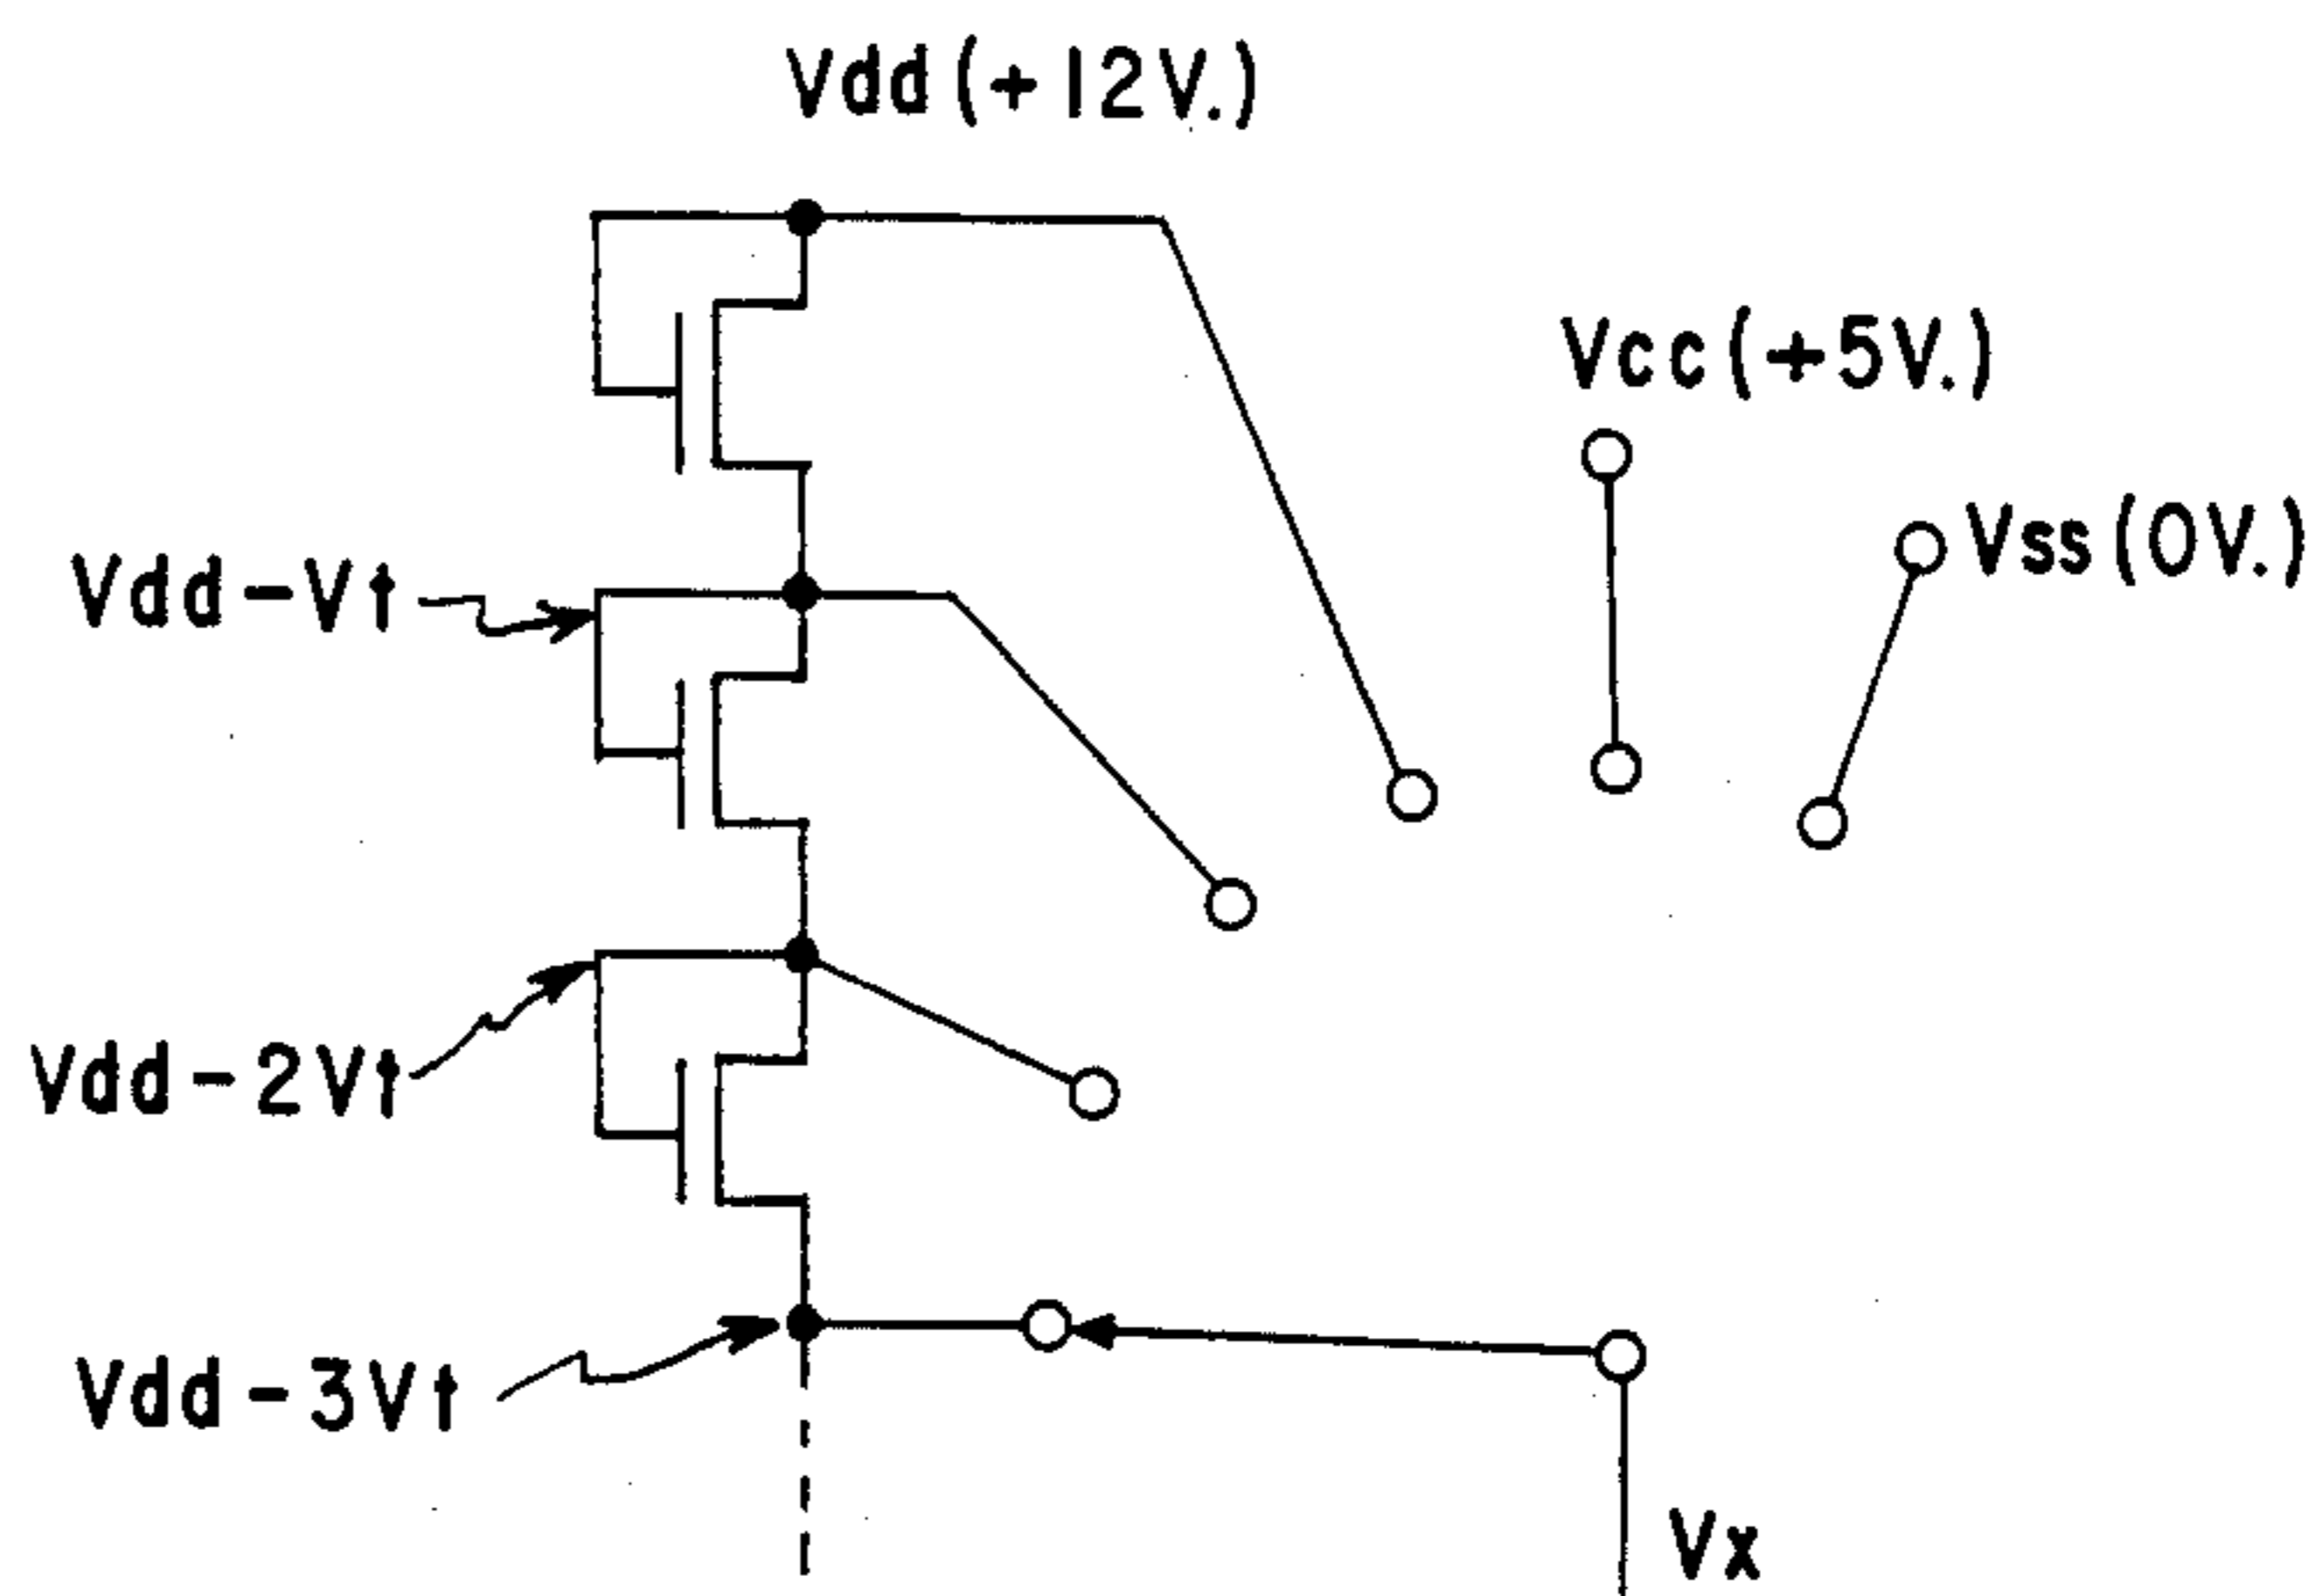 Vdd (+12V.)
Vcc (+5V.)
Vss (0V.)
Vdd-Vt
Vdd-2Vt
Vdd-3Vt
Vx